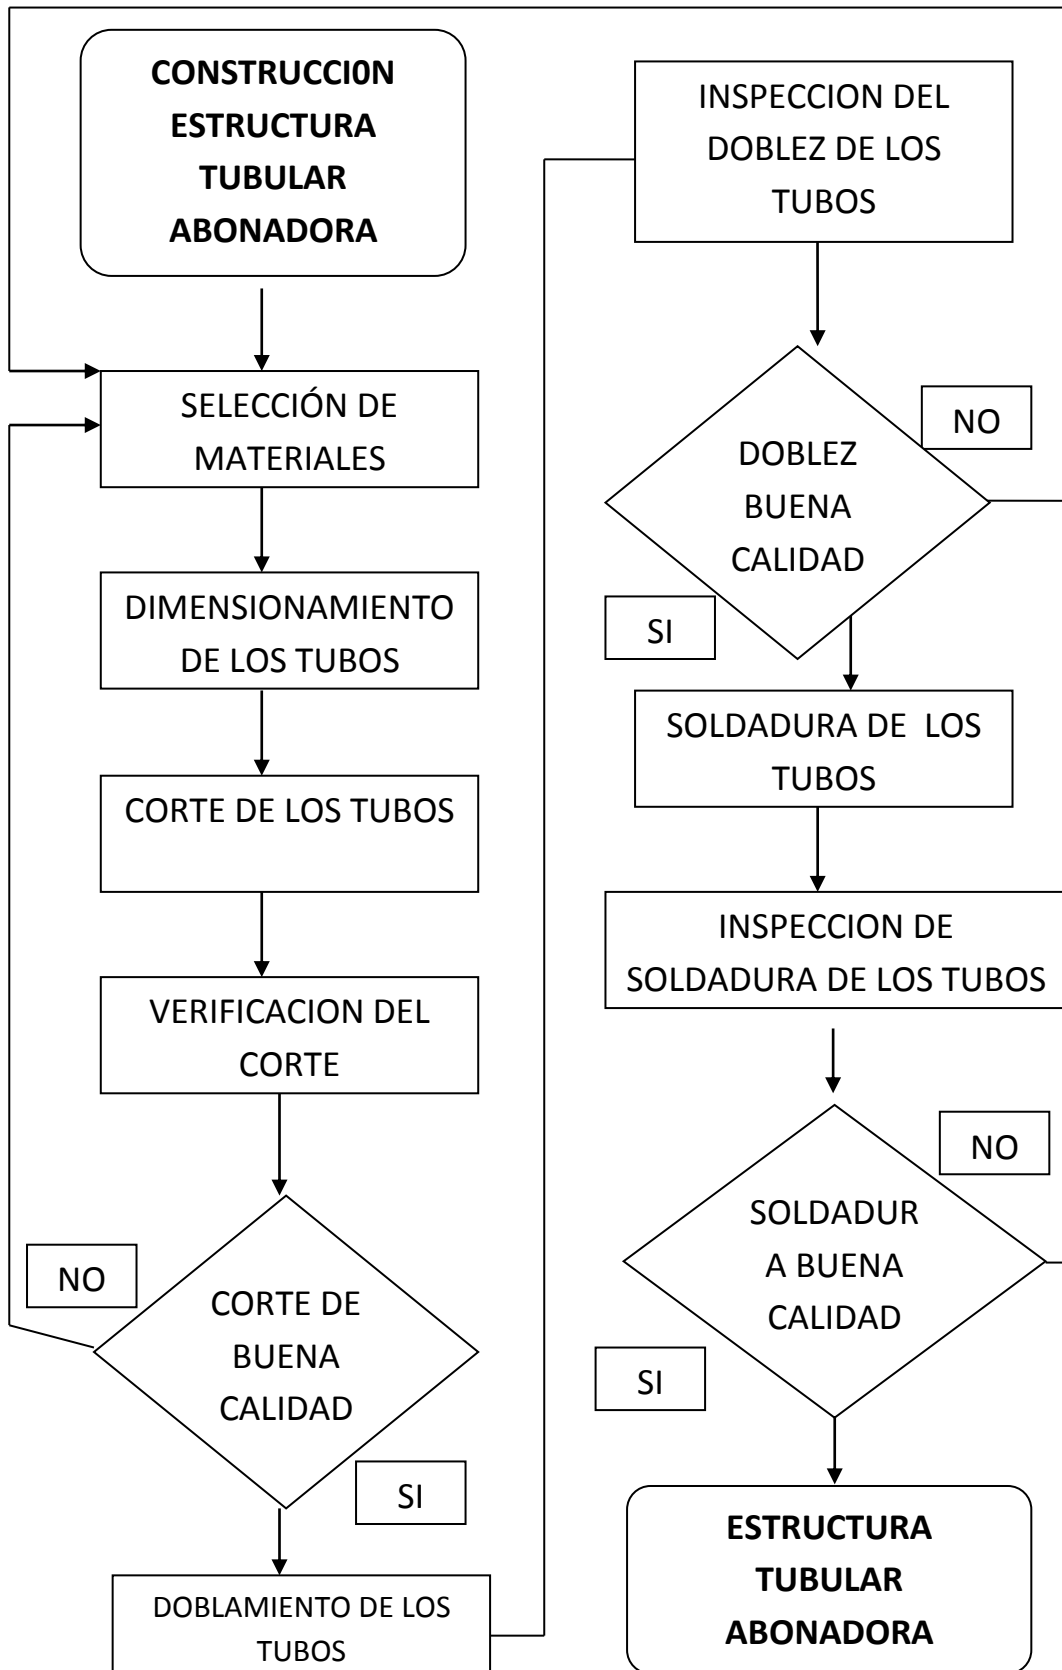 CONSTRUCCI0N
ESTRUCTURA
TUBULAR
ABONADORA
SELECCIÓN DE
MATERIALES
DIMENSIONAMIENTO
DE LOS TUBOS
CORTE DE LOS TUBOS
VERIFICACION DEL
CORTE
NO
CORTE DE
BUENA
CALIDAD
SI
DOBLAMIENTO DE LOS
TUBOS
INSPECCION DEL
DOBLEZ DE LOS
TUBOS
NO
DOBLEZ
BUENA
CALIDAD
SI
SOLDADURA DE  LOS
TUBOS
INSPECCION DE
SOLDADURA DE LOS TUBOS
NO
SOLDADUR
A BUENA
CALIDAD
SI
ESTRUCTURA
TUBULAR
ABONADORA